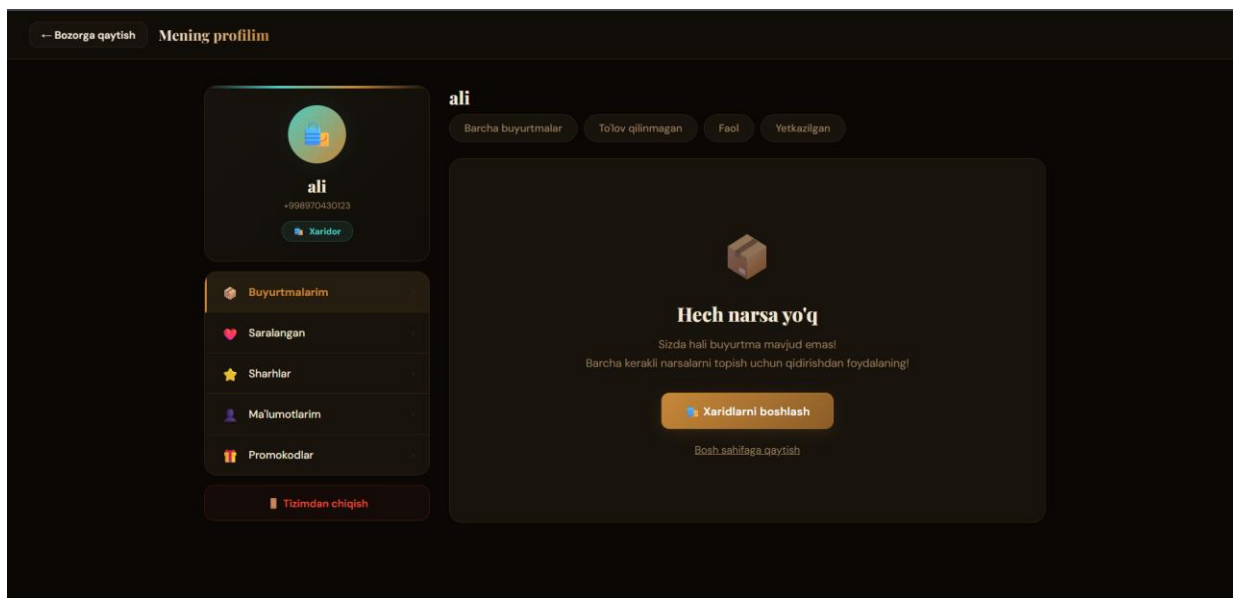 ← Bozorga qaytish
Mening profilim
ali
+998970430123
Xaridor
Buyurtmalarim
Saralangan
Sharhlar
Ma'lumotlarim
Promokodlar
Tizimdan chiqish
ali
Barcha buyurtmalar
To'lov qilinmagan
Faol
Yetkazilgan
Hech narsa yo'q
Sizda hali buyurtma mavjud emas!
Barcha kerakli narsalarni topish uchun qidirishdan foydalaning!
Xaridlarni boshlash
Bosh sahifaga qaytish